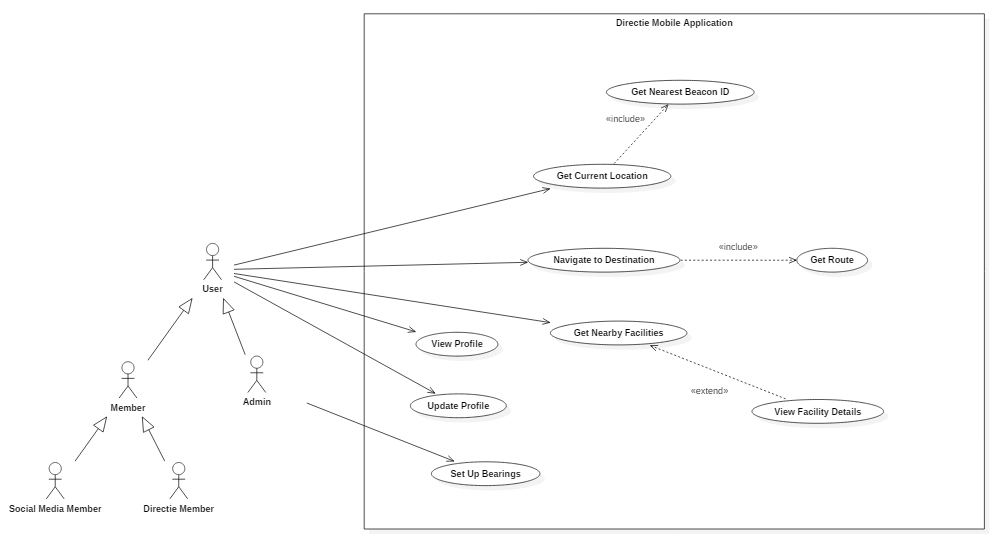 Directie Mobile Application
Get Nearest Beacon ID
«include»
Get Current Location
Navigate to Destination
«include»
Get Route
User
Get Nearby Facilities
View Profile
«extend»
Member
Admin
Update Profile
View Facility Details
Set Up Bearings
Social Media Member
Directie Member